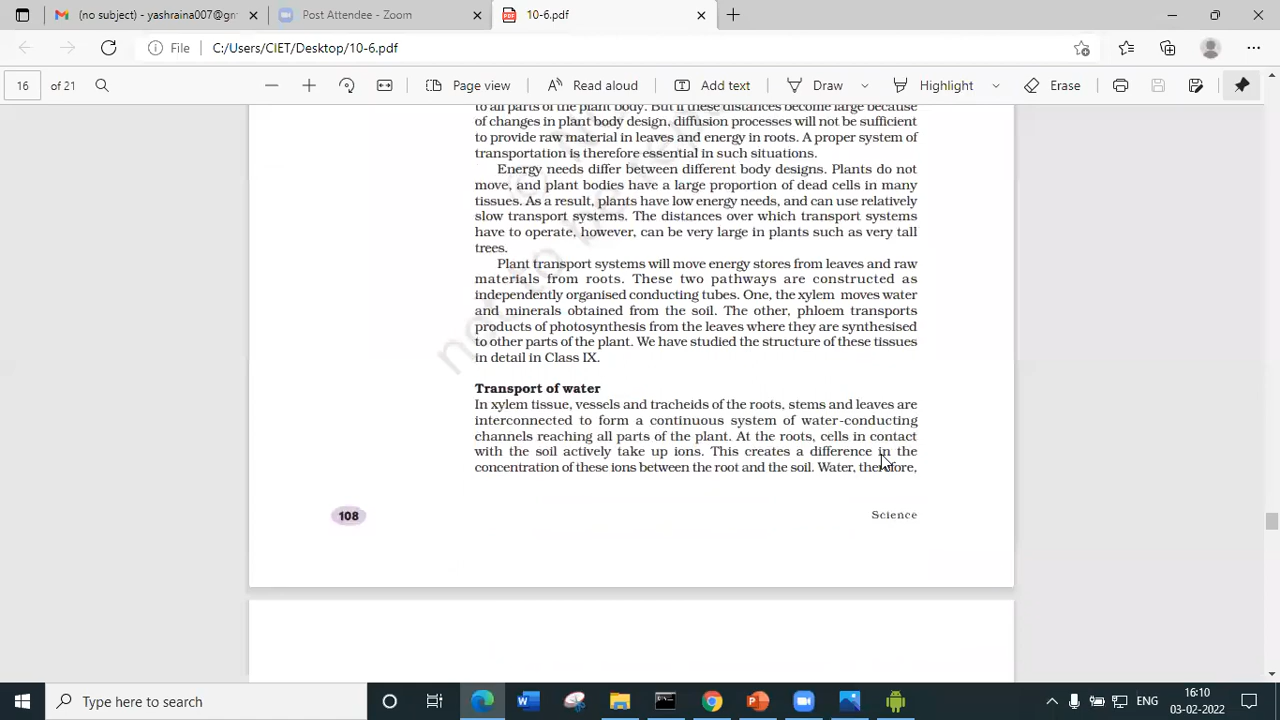 (no subject) - yashraina007@gm
Post Attendee - Zoom
10-6.pdf
File
C:/Users/CIET/Desktop/10-6.pdf
16
of 21
Page view
Read aloud
Add text
Draw
Highlight
Erase
to all parts of the plant body. But if these distances become large because
of changes in plant body design, diffusion processes will not be sufficient
to provide raw material in leaves and energy in roots. A proper system of
transportation is therefore essential in such situations.
Energy needs differ between different body designs. Plants do not
move, and plant bodies have a large proportion of dead cells in many
tissues. As a result, plants have low energy needs, and can use relatively
slow transport systems. The distances over which transport systems
have to operate, however, can be very large in plants such as very tall
trees.
Plant transport systems will move energy stores from leaves and raw
materials from roots. These two pathways are constructed as
independently organised conducting tubes. One, the xylem moves water
and minerals obtained from the soil. The other, phloem transports
products of photosynthesis from the leaves where they are synthesised
to other parts of the plant. We have studied the structure of these tissues
in detail in Class IX.
Transport of water
In xylem tissue, vessels and tracheids of the roots, stems and leaves are
interconnected to form a continuous system of water-conducting
channels reaching all parts of the plant. At the roots, cells in contact
with the soil actively take up ions. This creates a difference in the
concentration of these ions between the root and the soil. Water, therefore,
108
Science
Type here to search
ENG
16:10
03-02-2022